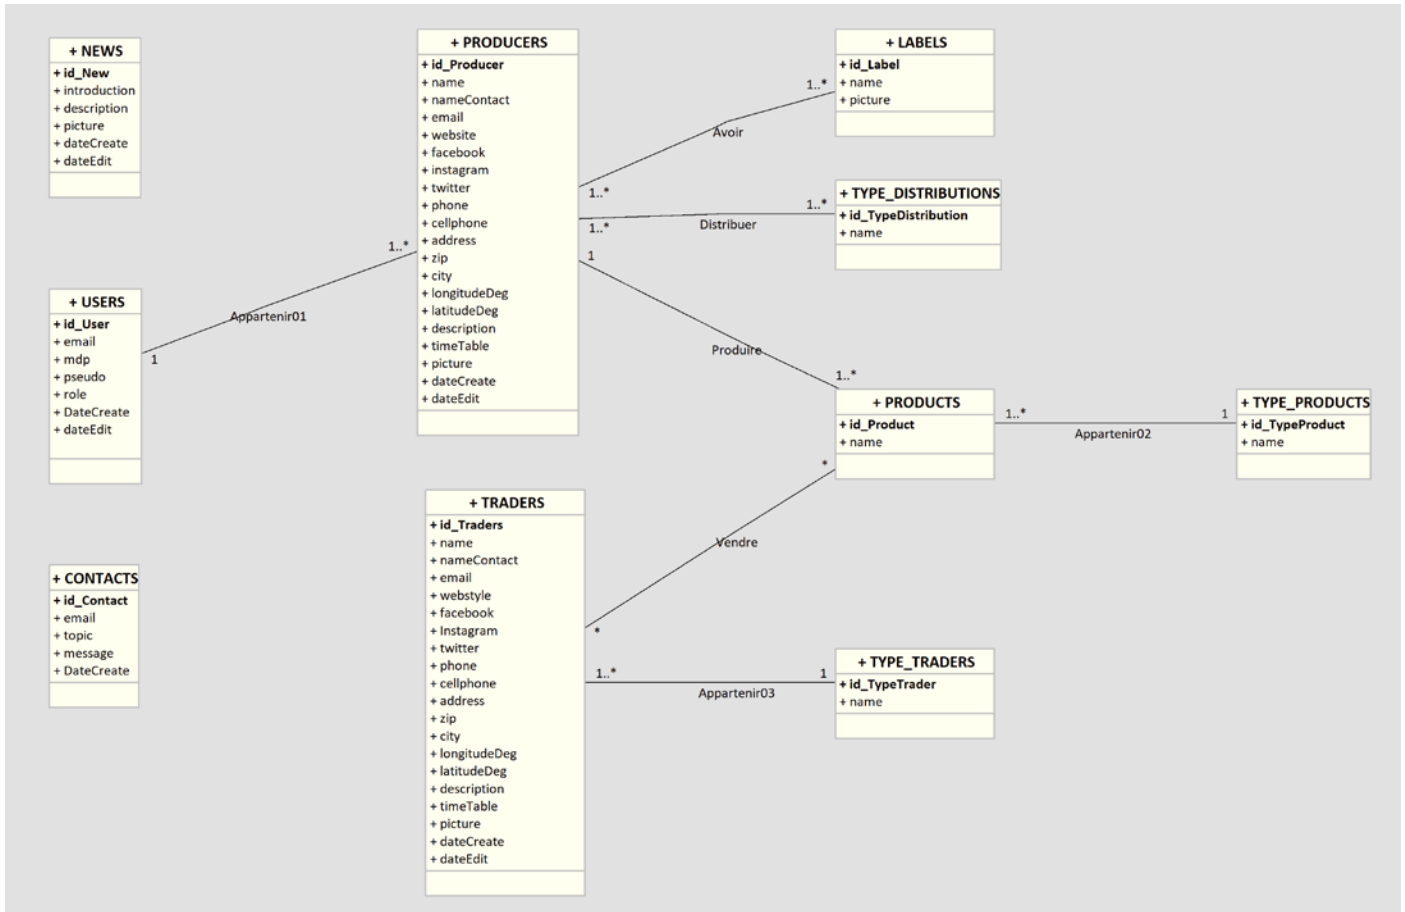 + NEWS
+ id_New
+ introduction
+ description
+ picture
+ dateCreate
+ dateEdit
+ USERS
+ id_User
+ email
+ mdp
+ pseudo
+ role
+ DateCreate
+ dateEdit
+ CONTACTS
+ id_Contact
+ email
+ topic
+ message
+ DateCreate
1
Appartenir01
1..*
+ PRODUCERS
+ id_Producer
+ name
+ nameContact
+ email
+ website
+ facebook
+ instagram
+ twitter
+ phone
+ cellphone
+ address
+ zip
+ city
+ longitudeDeg
+ latitudeDeg
+ description
+ timeTable
+ picture
+ dateCreate
+ dateEdit
+ TRADERS
+ id_Traders
+ name
+ nameContact
+ email
+ webstyle
+ facebook
+ Instagram
+ twitter
+ phone
+ cellphone
+ address
+ zip
+ city
+ longitudeDeg
+ latitudeDeg
+ description
+ timeTable
+ picture
+ dateCreate
+ dateEdit
1..*
Avoir
1..*
1..*
Distribuer
1..*
1
Produire
1..*
*
Vendre
*
1..*
Appartenir03
1
+ LABELS
+ id_Label
+ name
+ picture
+ TYPE_DISTRIBUTIONS
+ id_TypeDistribution
+ name
+ PRODUCTS
+ id_Product
+ name
1..*
Appartenir02
1
+ TYPE_PRODUCTS
+ id_TypeProduct
+ name
+ TYPE_TRADERS
+ id_TypeTrader
+ name